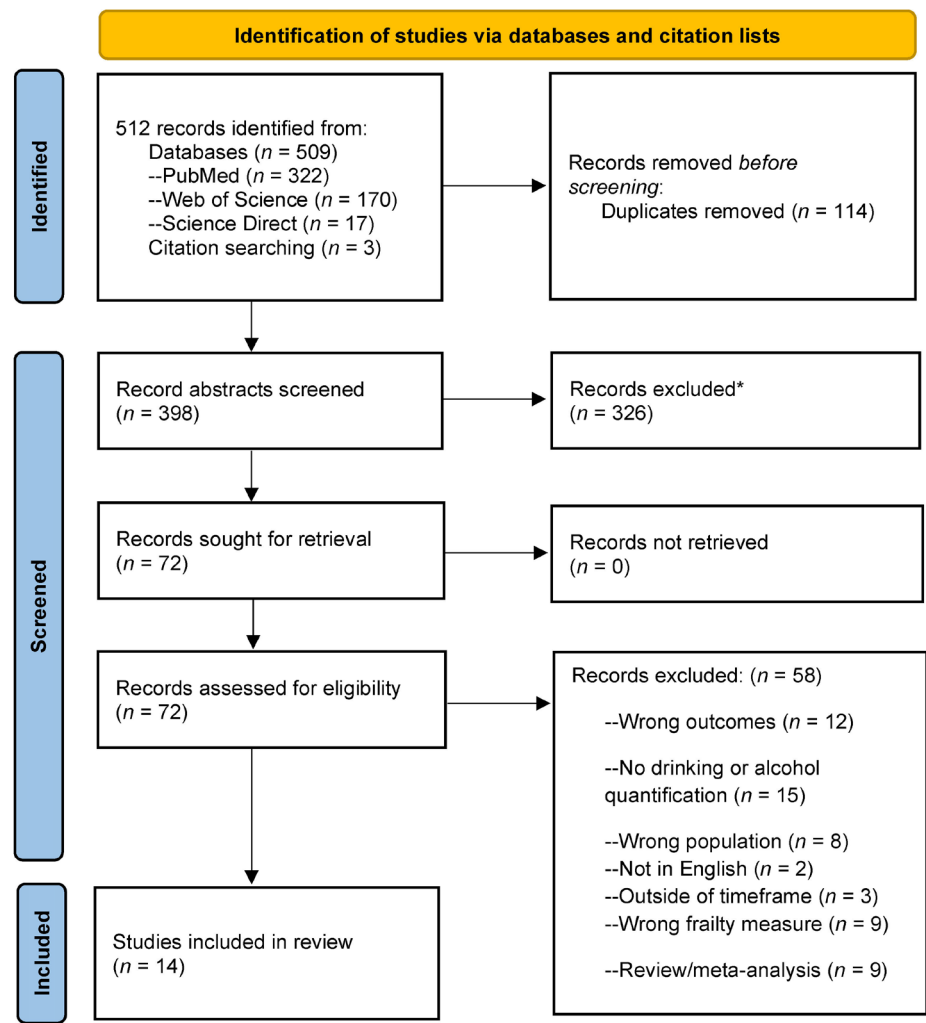 Identification of studies via databases and citation lists
Identified
512 records identified from:
Databases (n = 509)
--PubMed (n = 322)
--Web of Science (n = 170)
--Science Direct (n = 17)
Citation searching (n = 3)
Records removed before
screening:
Duplicates removed (n = 114)
Screened
Record abstracts screened
(n = 398)
Records excluded*
(n = 326)
Records sought for retrieval
(n = 72)
Records not retrieved
(n = 0)
Records assessed for eligibility
(n = 72)
Records excluded: (n = 58)
--Wrong outcomes (n = 12)
--No drinking or alcohol
quantification (n = 15)
--Wrong population (n = 8)
--Not in English (n = 2)
--Outside of timeframe (n = 3)
--Wrong frailty measure (n = 9)
--Review/meta-analysis (n = 9)
Included
Studies included in review
(n = 14)